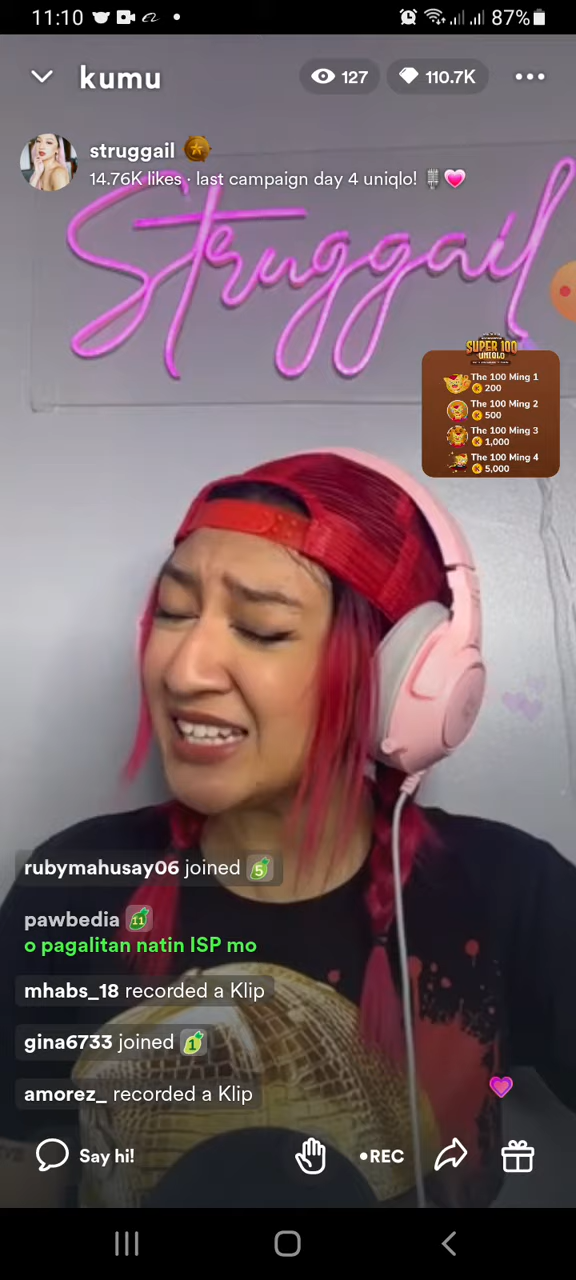 11:10
87%
kumu
127
110.7K
struggail
14.76K likes · last campaign day 4 uniqlo!
Struggail
SUPER 100
UNIQLO
The 100 Ming 1
200
The 100 Ming 2
500
The 100 Ming 3
1,000
The 100 Ming 4
5,000
rubymahusay06 joined 5
pawbedia 11
o pagalitan natin ISP mo
mhabs_18 recorded a Klip
gina6733 joined 1
amorez_ recorded a Klip
Say hi!
•REC